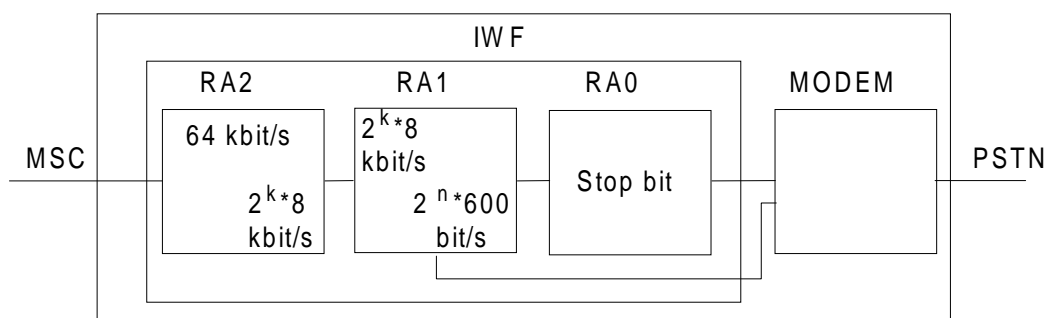 IWF
RA2
RA1
RA0
MODEM
MSC
PSTN
64 kbit/s
2^k*8
kbit/s
2^k*8
kbit/s
2^n*600
bit/s
Stop bit